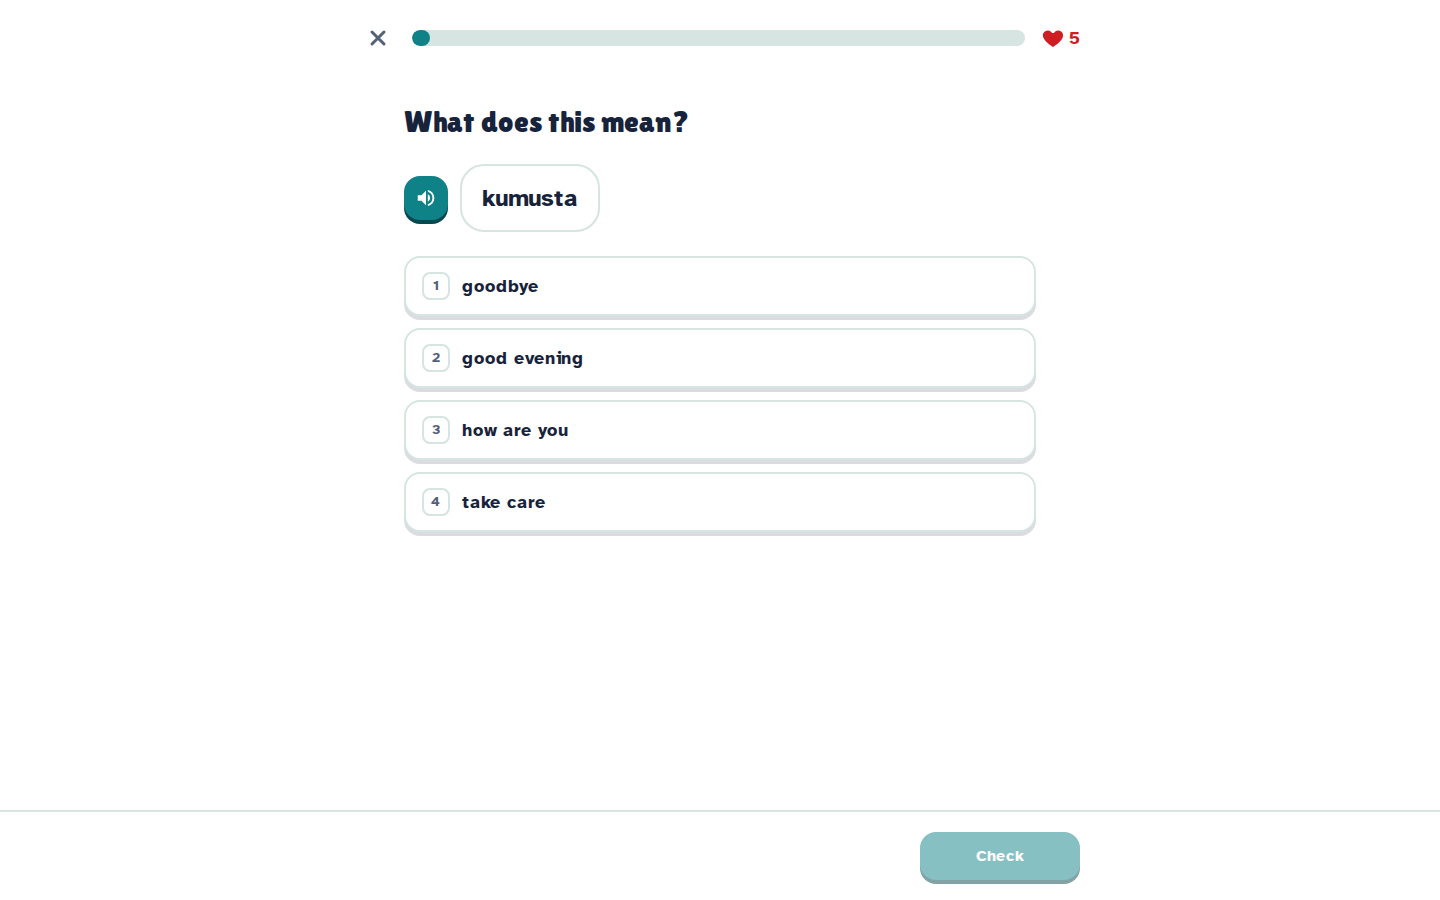 5
What does this mean?
kumusta
1 goodbye
2 good evening
3 how are you
4 take care
Check